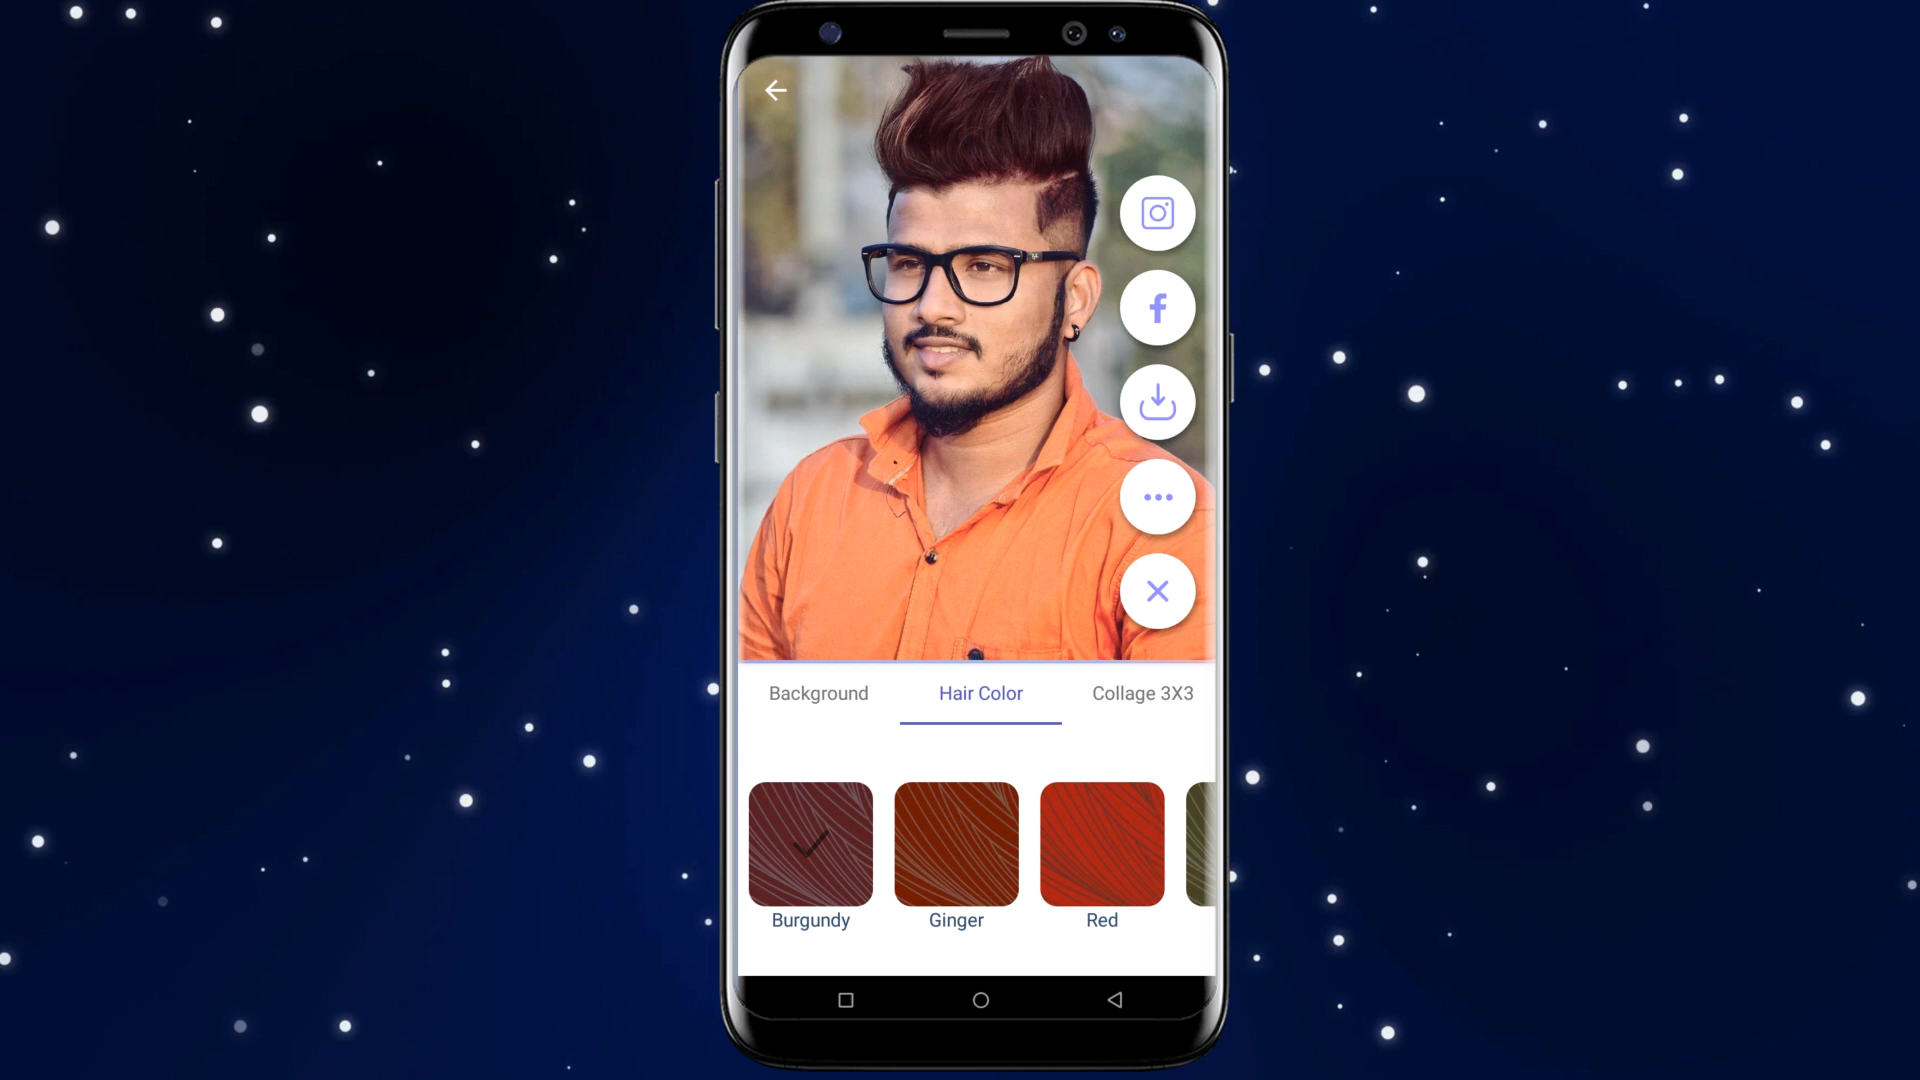 Background
Hair Color
Collage 3X3
Burgundy
Ginger
Red